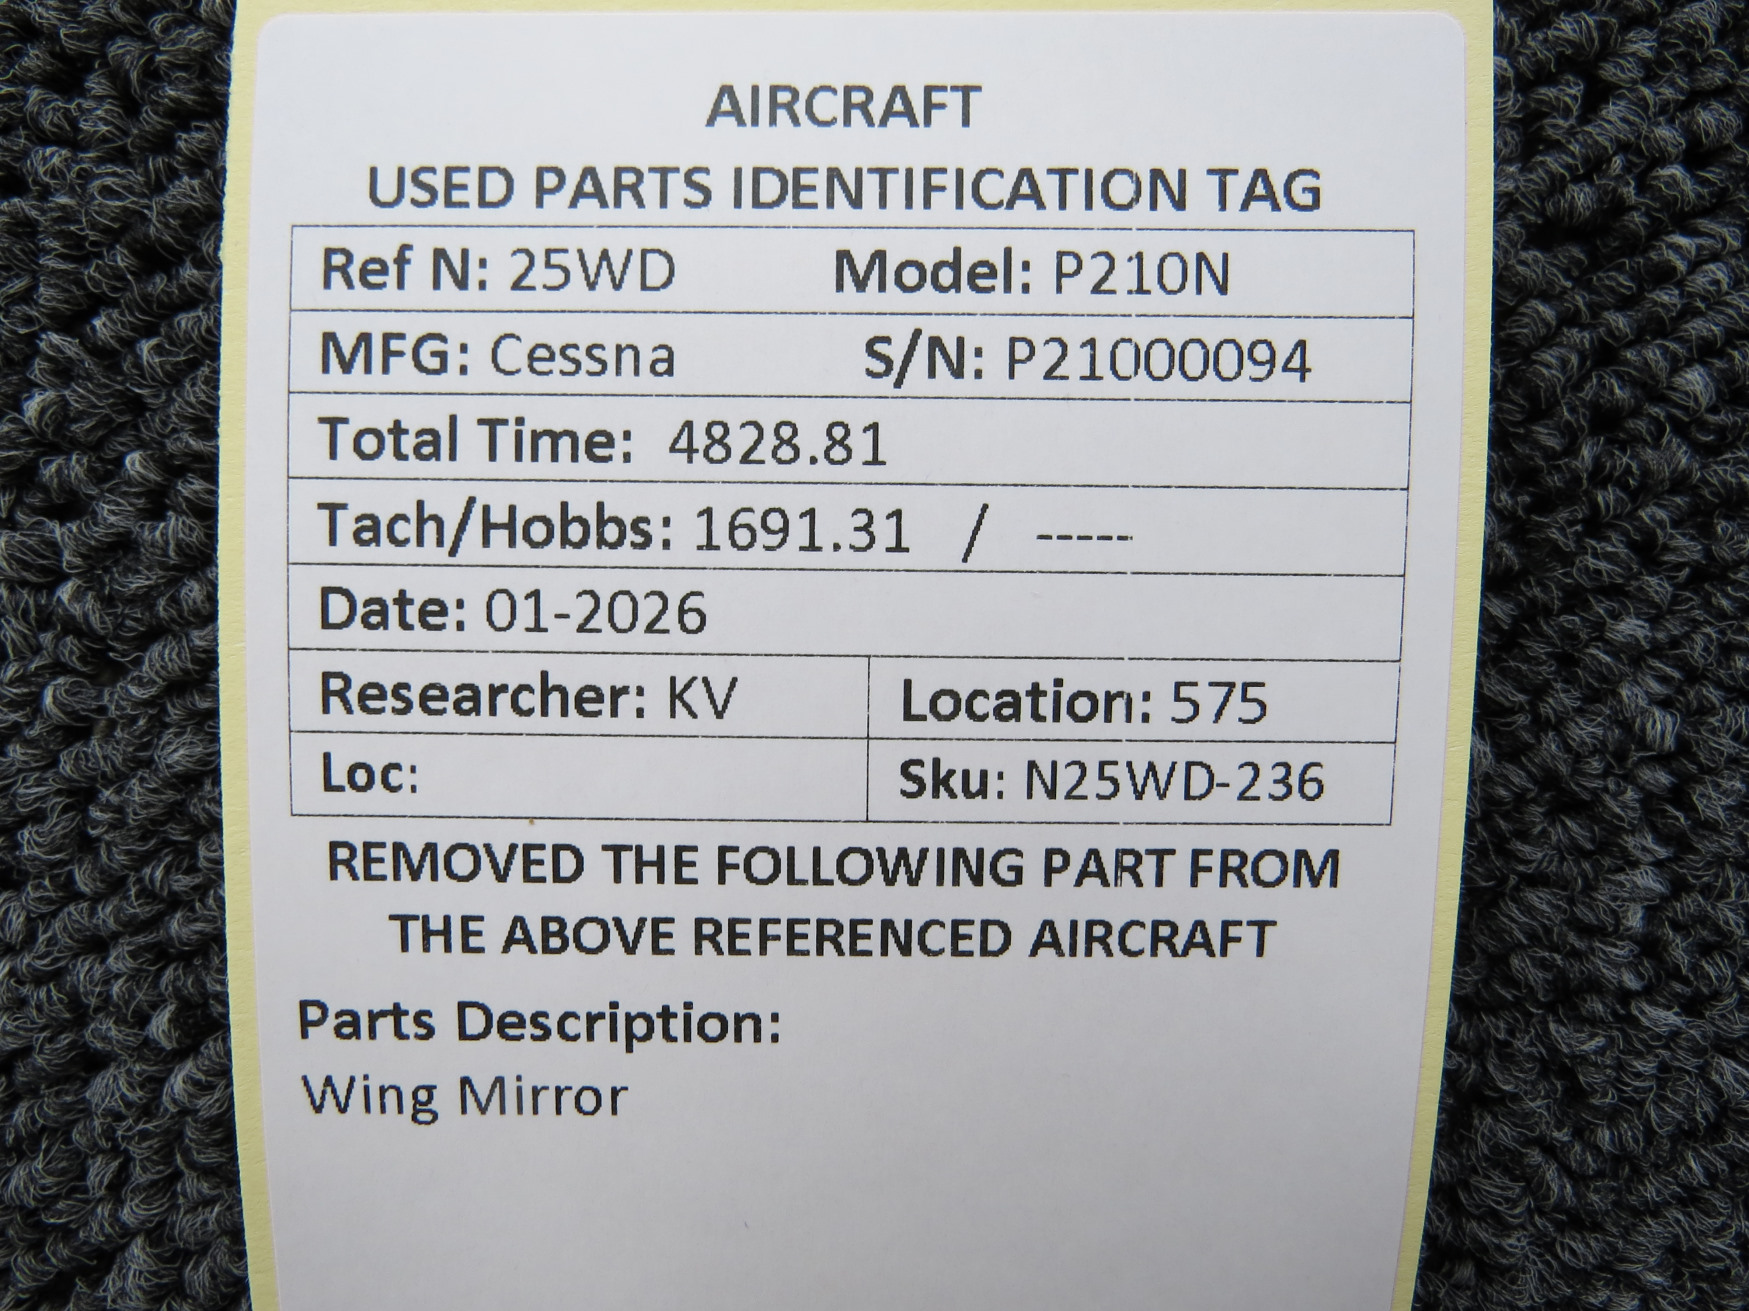 AIRCRAFT
USED PARTS IDENTIFICATION TAG
Ref N: 25WD Model: P210N
MFG: Cessna S/N: P21000094
Total Time: 4828.81
Tach/Hobbs: 1691.31 / -----
Date: 01-2026
Researcher: KV Location: 575
Loc: Sku: N25WD-236
REMOVED THE FOLLOWING PART FROM
THE ABOVE REFERENCED AIRCRAFT
Parts Description:
Wing Mirror